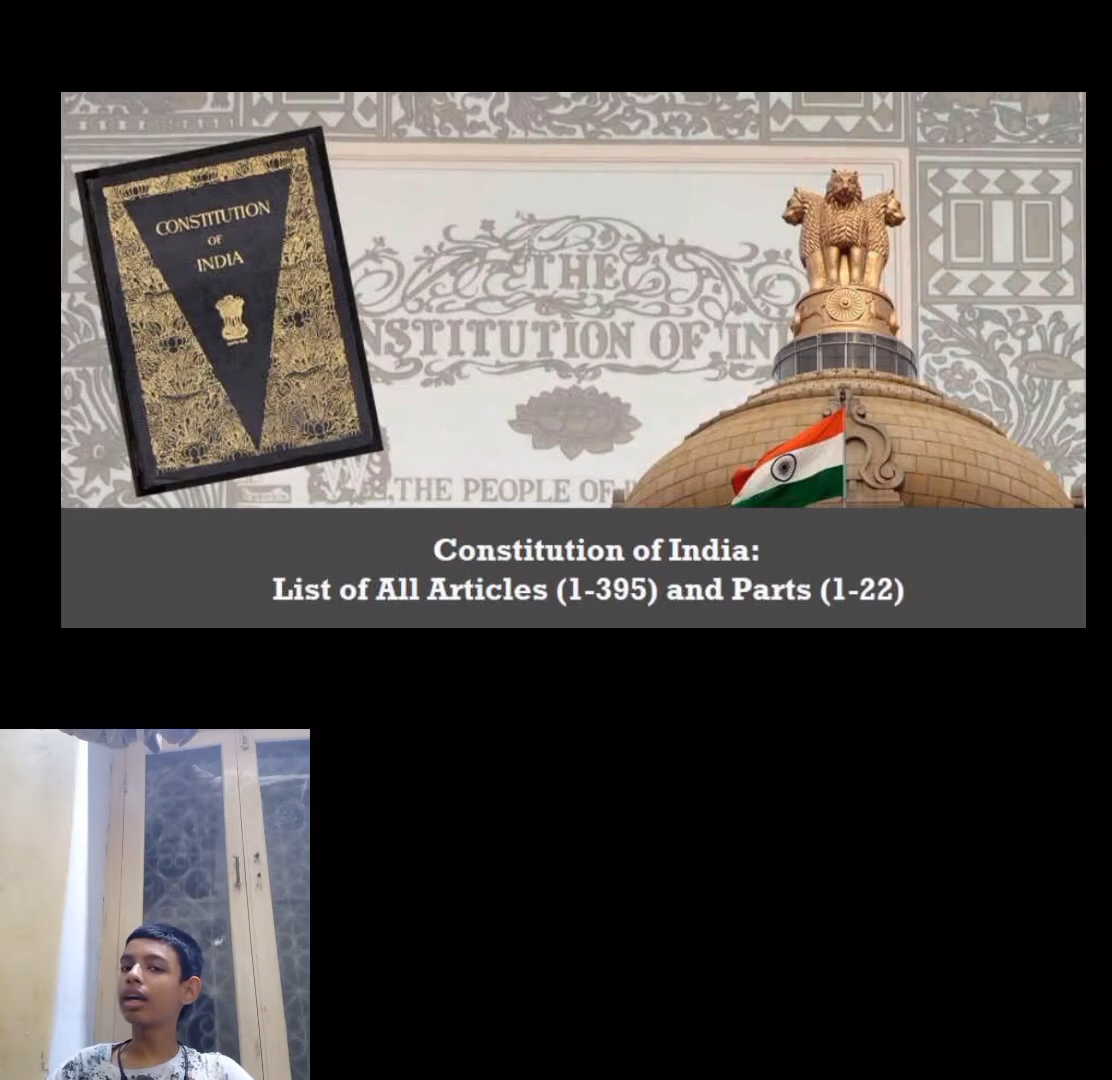 CONSTITUTION
OF
INDIA
THE
NSTITUTION OF IN
THE PEOPLE OF
Constitution of India:
List of All Articles (1-395) and Parts (1-22)